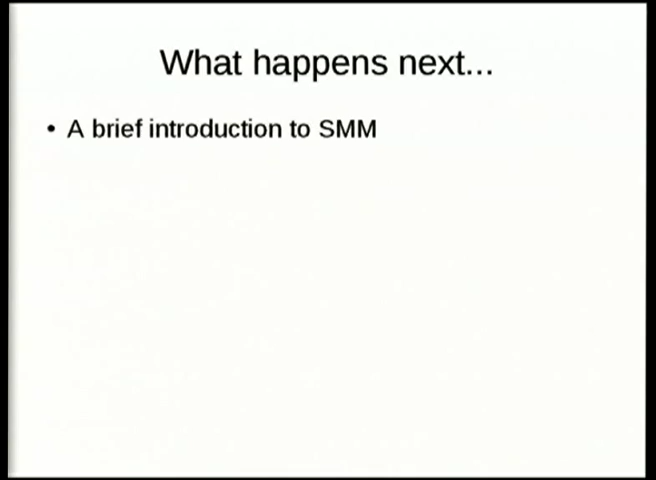 What happens next...
• A brief introduction to SMM